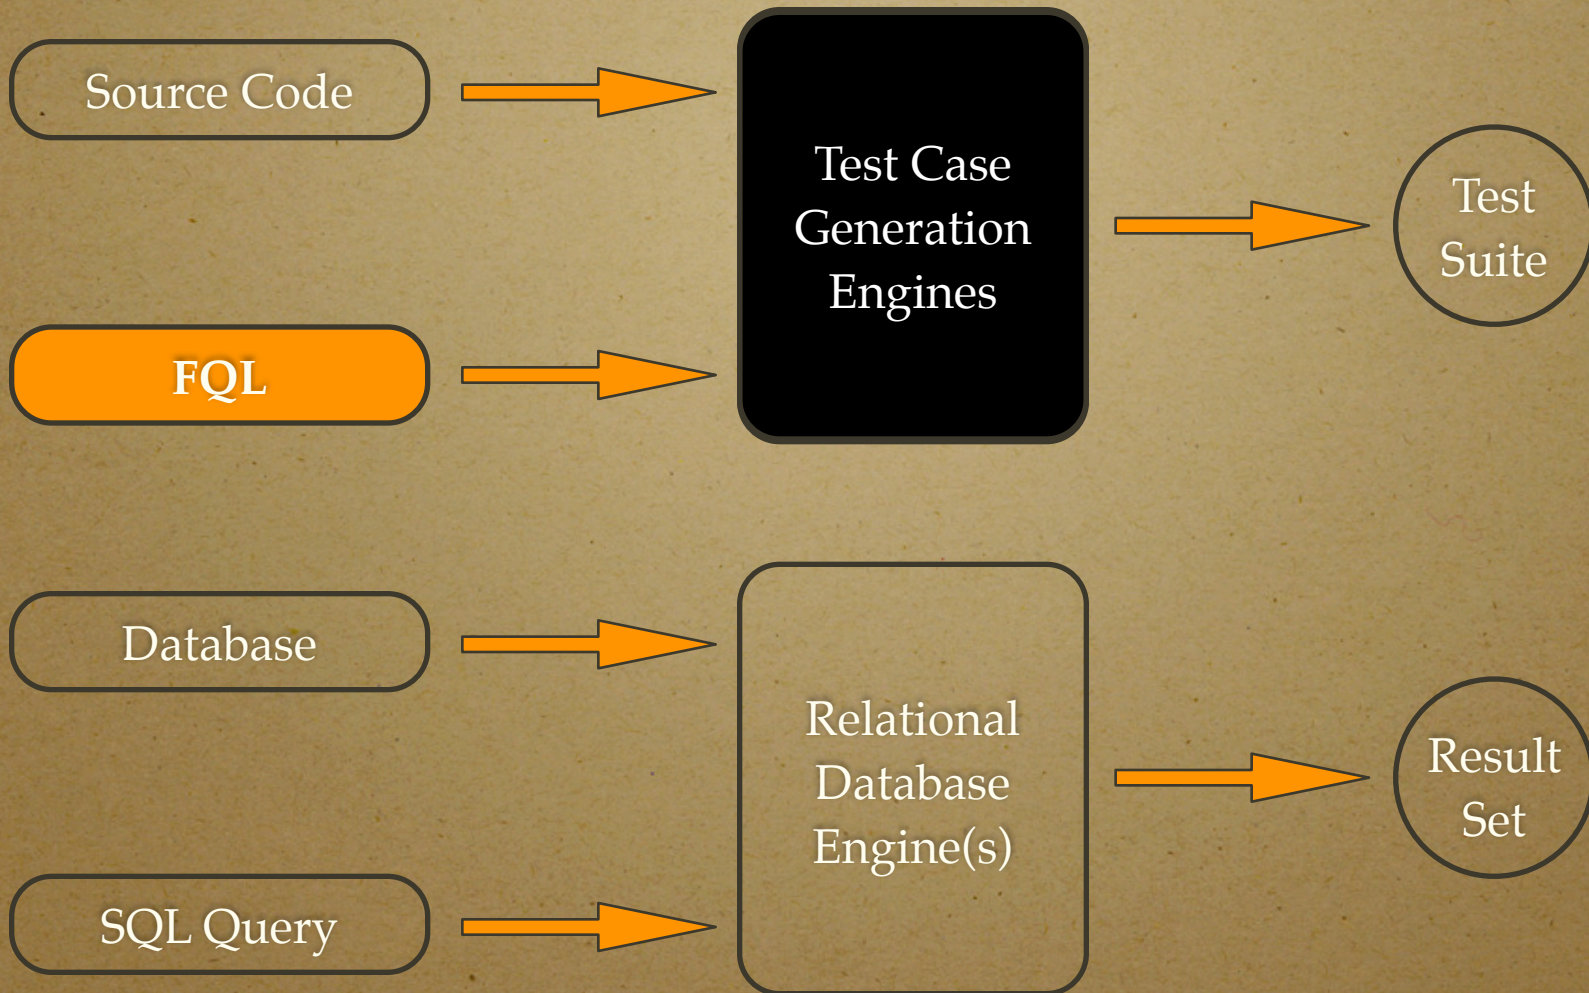 Source Code
FQL
Test Case
Generation
Engines
Test
Suite
Database
SQL Query
Relational
Database
Engine(s)
Result
Set